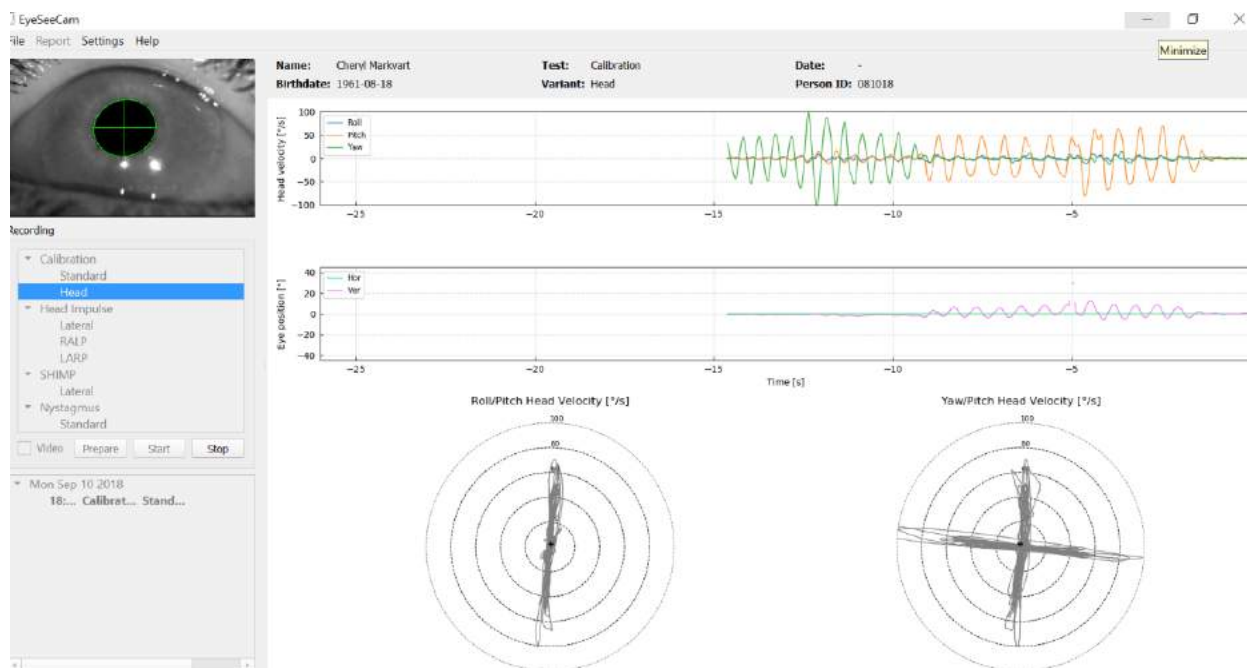 EyeSeeCam
File Report Settings Help
Minimize
Name: Cheryl Markvart Test: Calibration Date: -
Birthdate: 1961-08-18 Variant: Head Person ID: 081018
Recording
Calibration
Standard
Head
Head Impulse
Lateral
RALP
LARP
SHIMP
Lateral
Nystagmus
Standard
Video Prepare Start Stop
Mon Sep 10 2018
18:... Calibrat... Stand...
Head velocity [°/s]
100
50
0
−50
−100
Roll
Pitch
Yaw
−25 −20 −15 −10 −5
Eye position [°]
40
20
0
−20
−40
Hor
Ver
−25 −20 −15 −10 −5
Time [s]
Roll/Pitch Head Velocity [°/s] Yaw/Pitch Head Velocity [°/s]
100 100
80 80